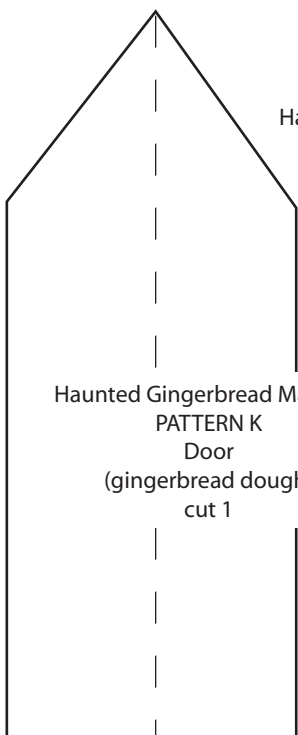 Ha
Haunted Gingerbread Ma
PATTERN K
Door
(gingerbread dough
cut 1